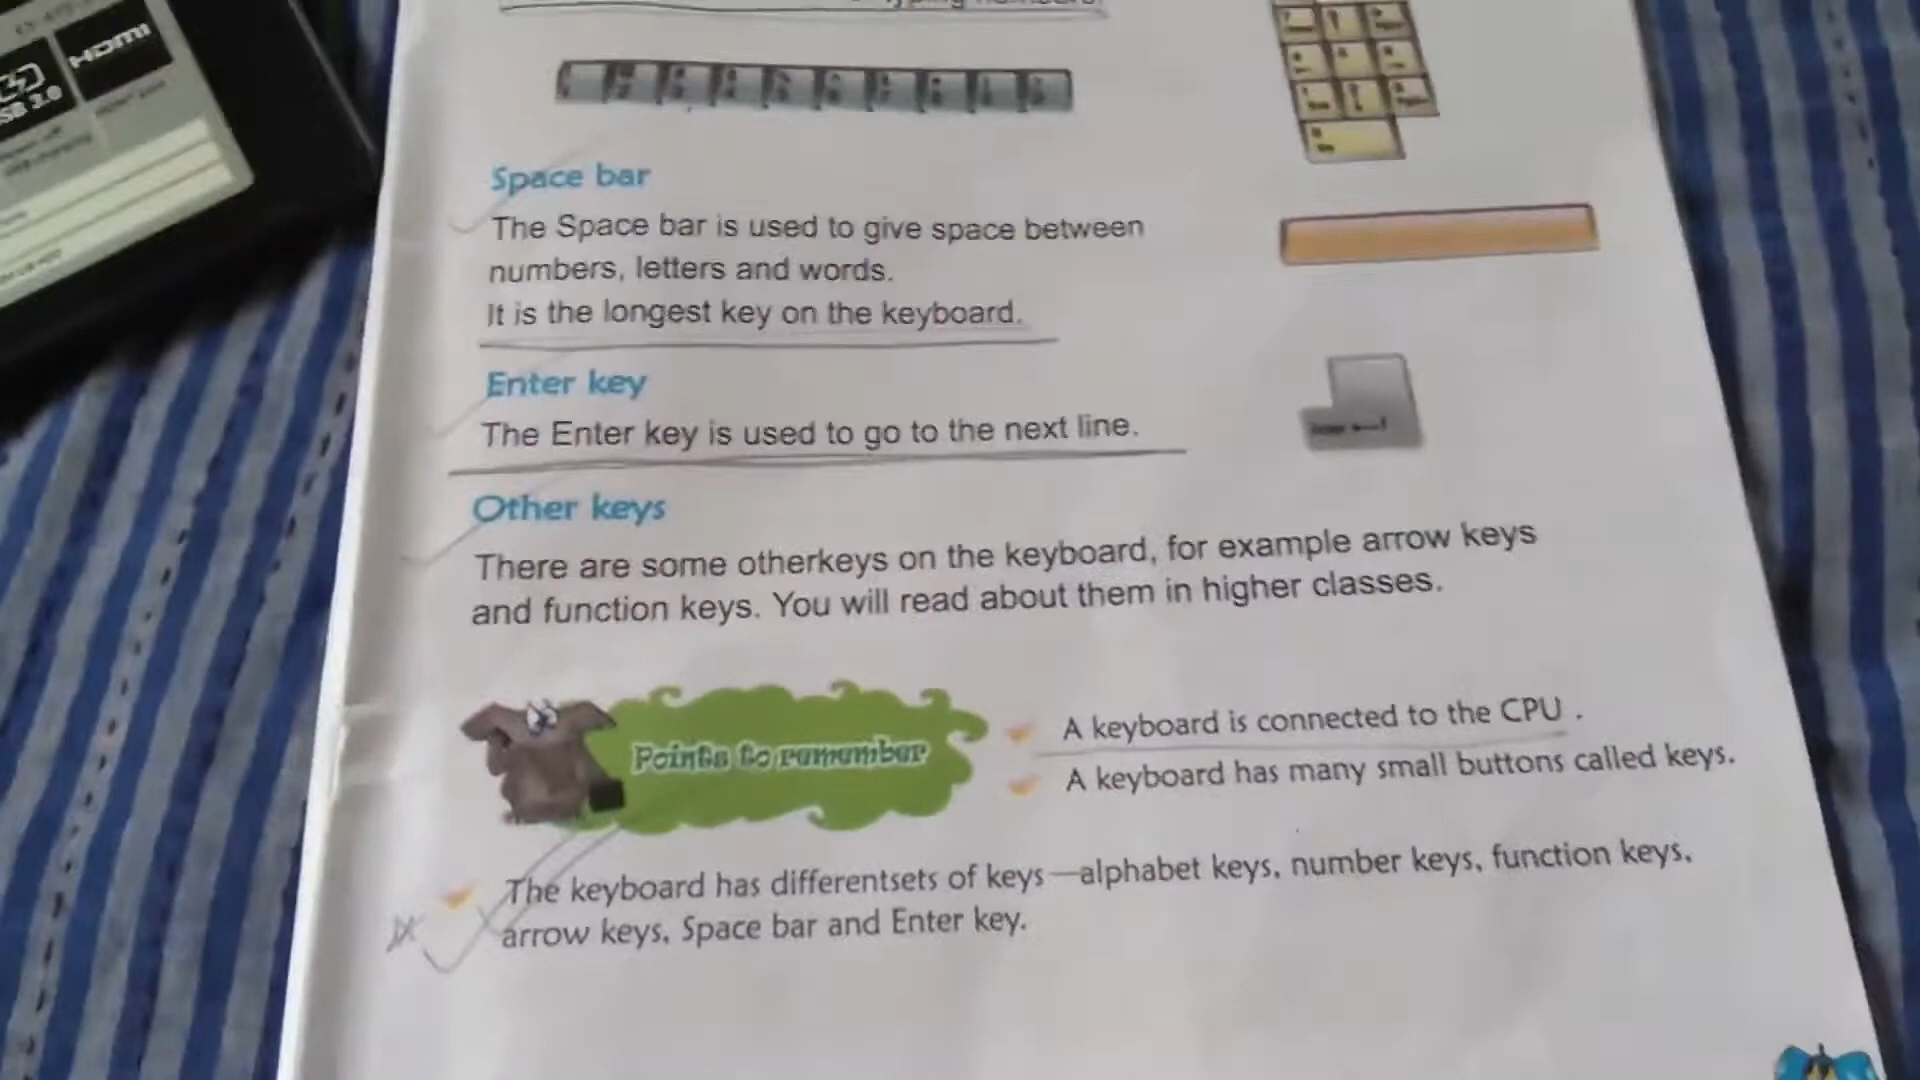 typing numbers.
HDMI
Space bar
The Space bar is used to give space between
numbers, letters and words.
It is the longest key on the keyboard.
Enter key
The Enter key is used to go to the next line.
Other keys
There are some otherkeys on the keyboard, for example arrow keys
and function keys. You will read about them in higher classes.
Points to remember
A keyboard is connected to the CPU .
A keyboard has many small buttons called keys.
The keyboard has differentsets of keys—alphabet keys, number keys, function keys,
arrow keys, Space bar and Enter key.